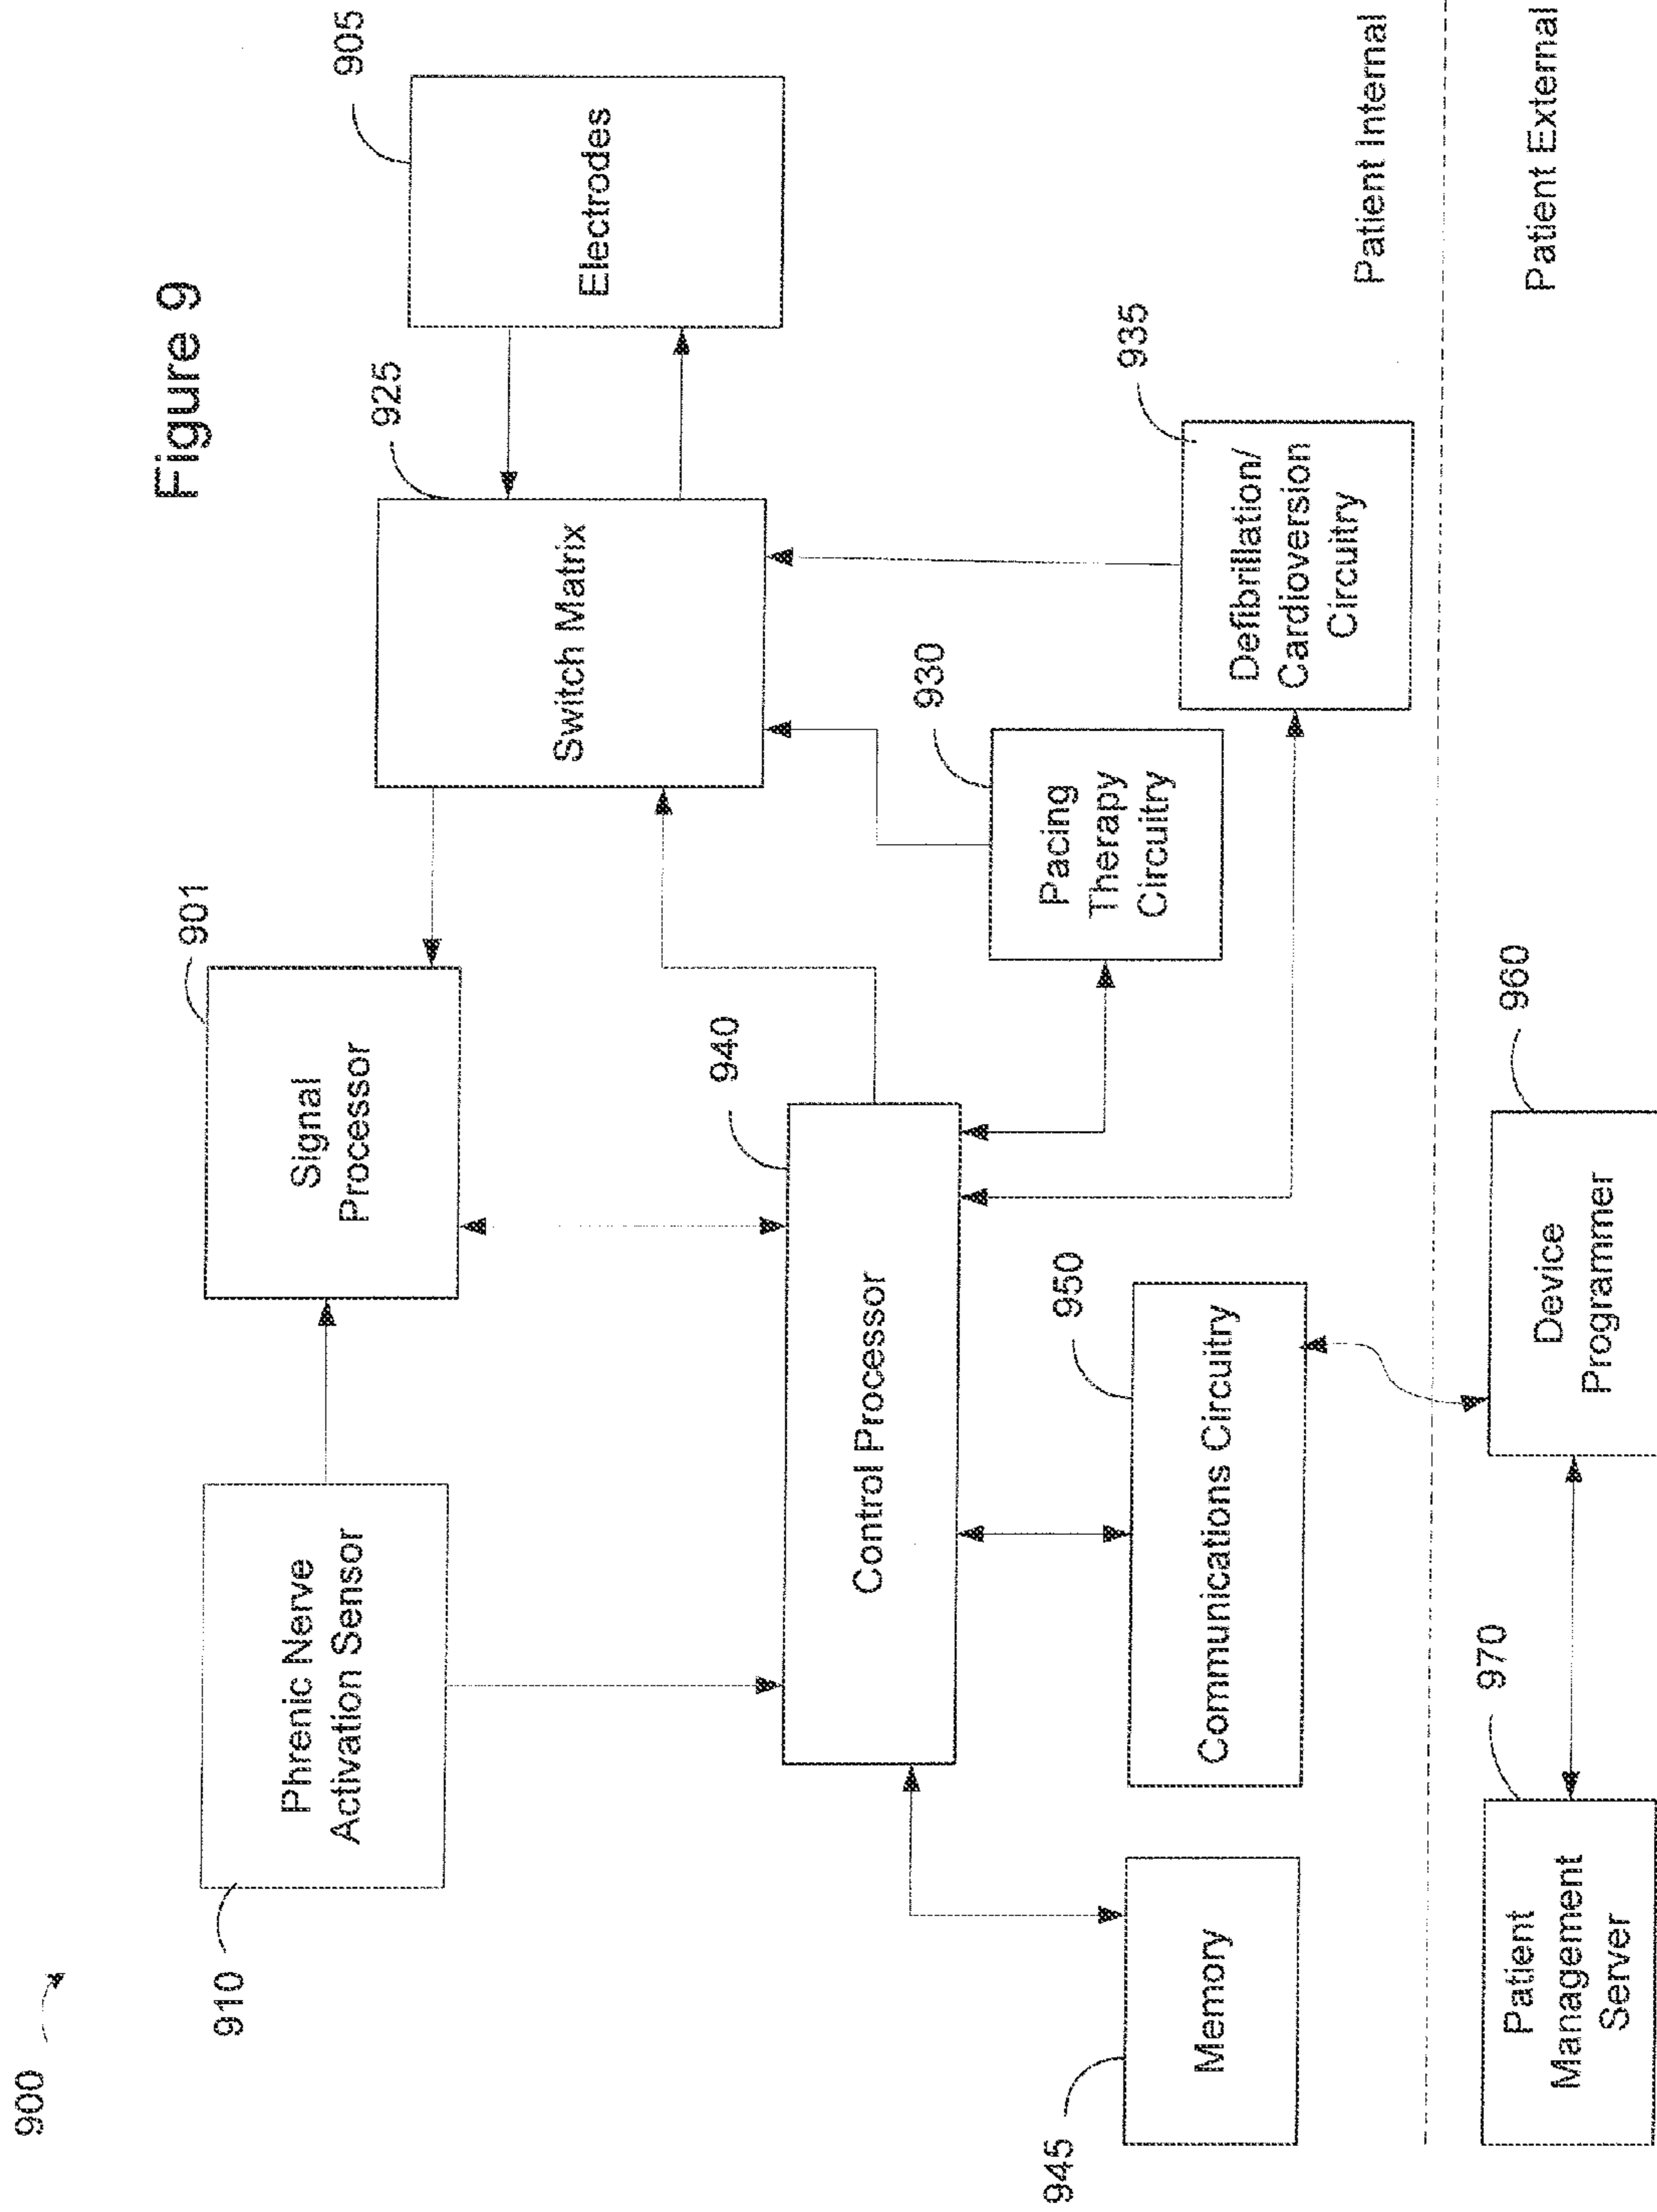 900
Figure 9
910
Phrenic Nerve
Activation Sensor
901
Signal
Processor
925
Switch Matrix
905
Electrodes
940
Control Processor
930
Pacing
Therapy
Circuitry
935
Defibrillation/
Cardioversion
Circuitry
945
Memory
950
Communications Circuitry
Patient Internal
Patient External
970
Patient
Management
Server
960
Device
Programmer